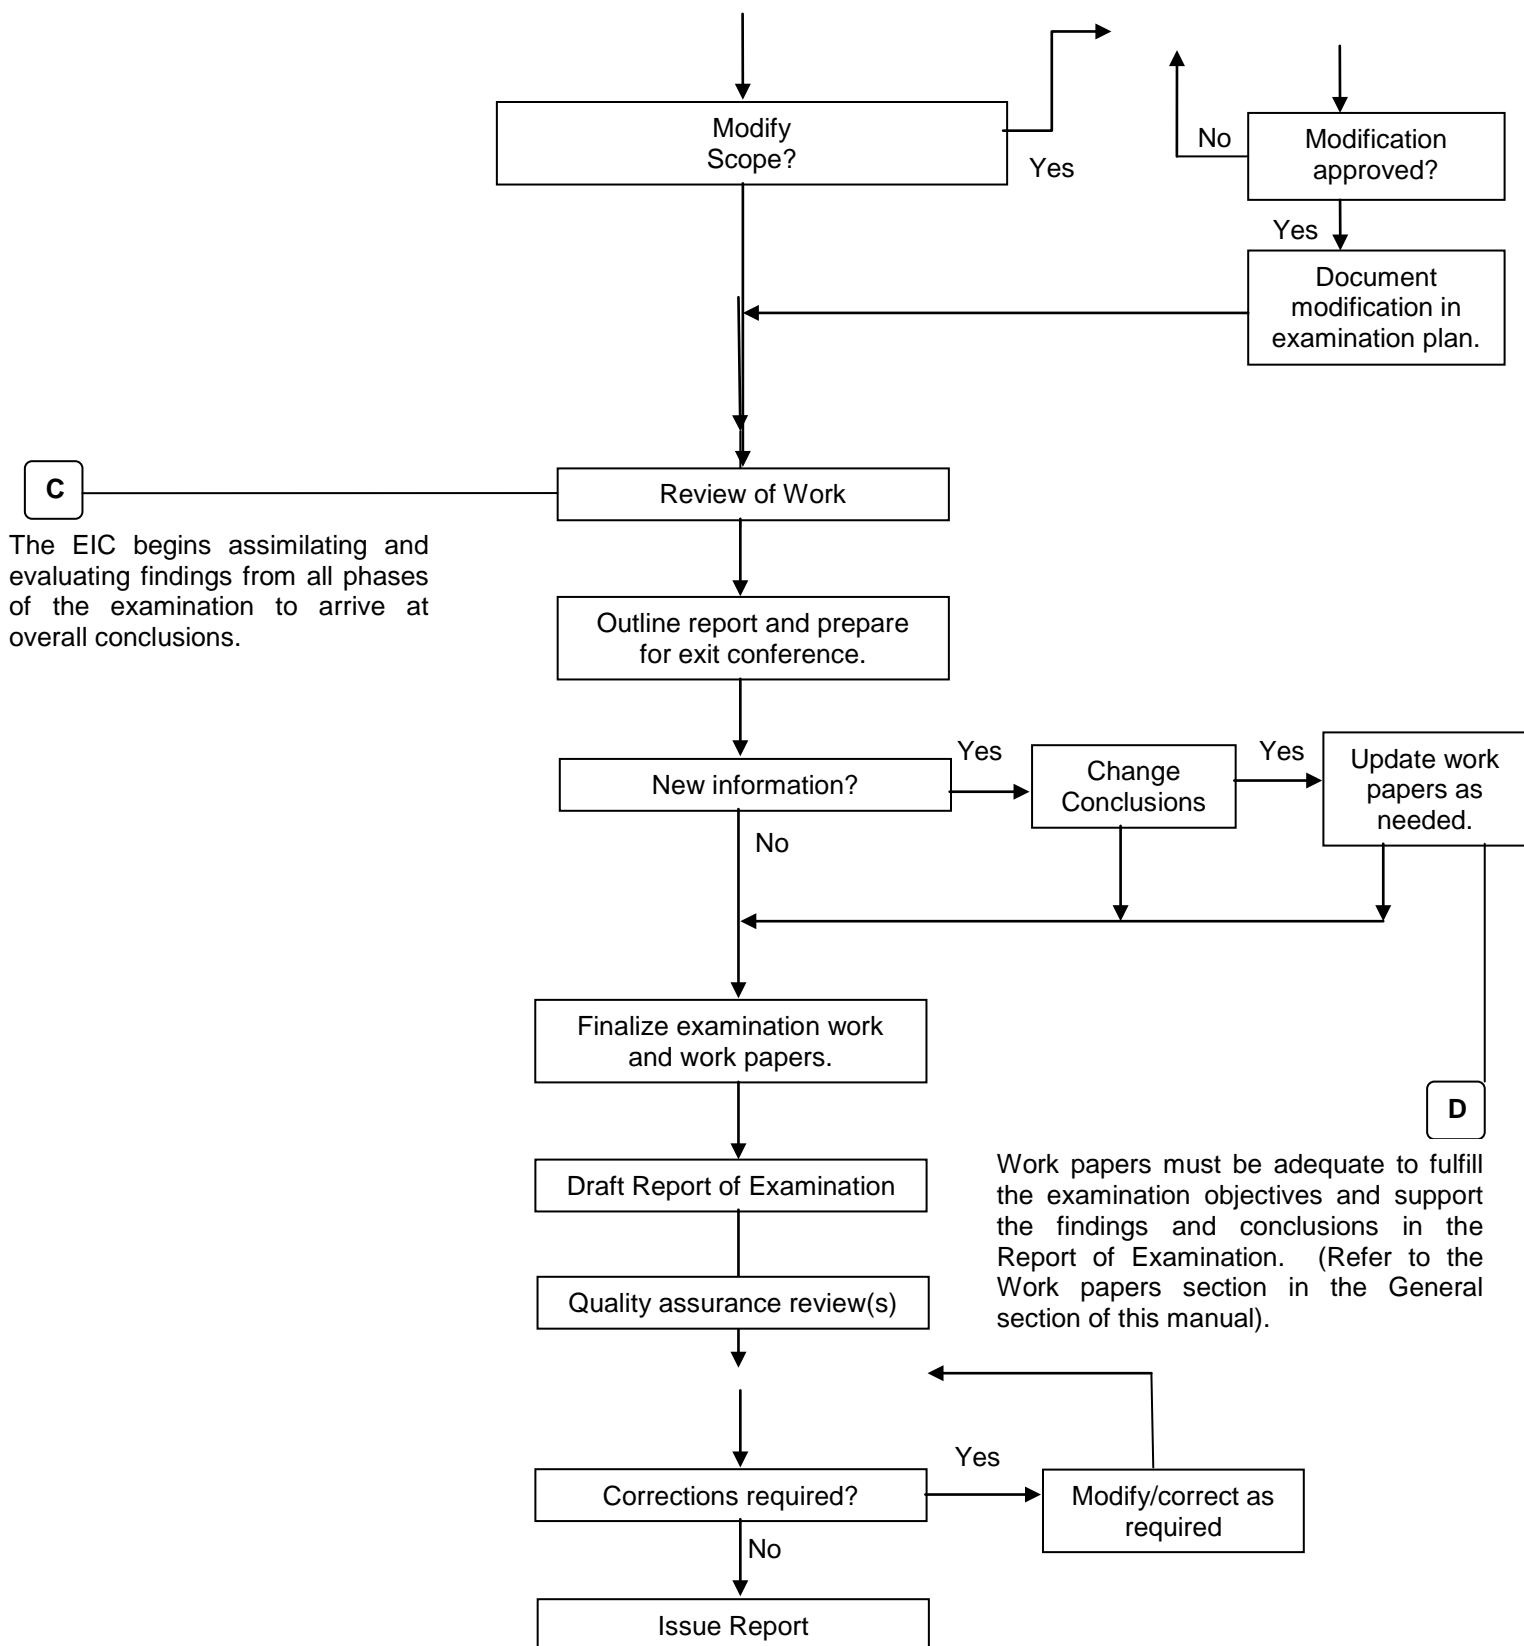 Modify
Scope?
Yes
No
Modification
approved?
Yes
Document
modification in
examination plan.
C
Review of Work
The EIC begins assimilating and
evaluating findings from all phases
of the examination to arrive at
overall conclusions.
Outline report and prepare
for exit conference.
New information?
Yes
Change
Conclusions
Yes
Update work
papers as
needed.
No
Finalize examination work
and work papers.
D
Work papers must be adequate to fulfill
the examination objectives and support
the findings and conclusions in the
Report of Examination. (Refer to the
Work papers section in the General
section of this manual).
Draft Report of Examination
Quality assurance review(s)
Corrections required?
Yes
Modify/correct as
required
No
Issue Report